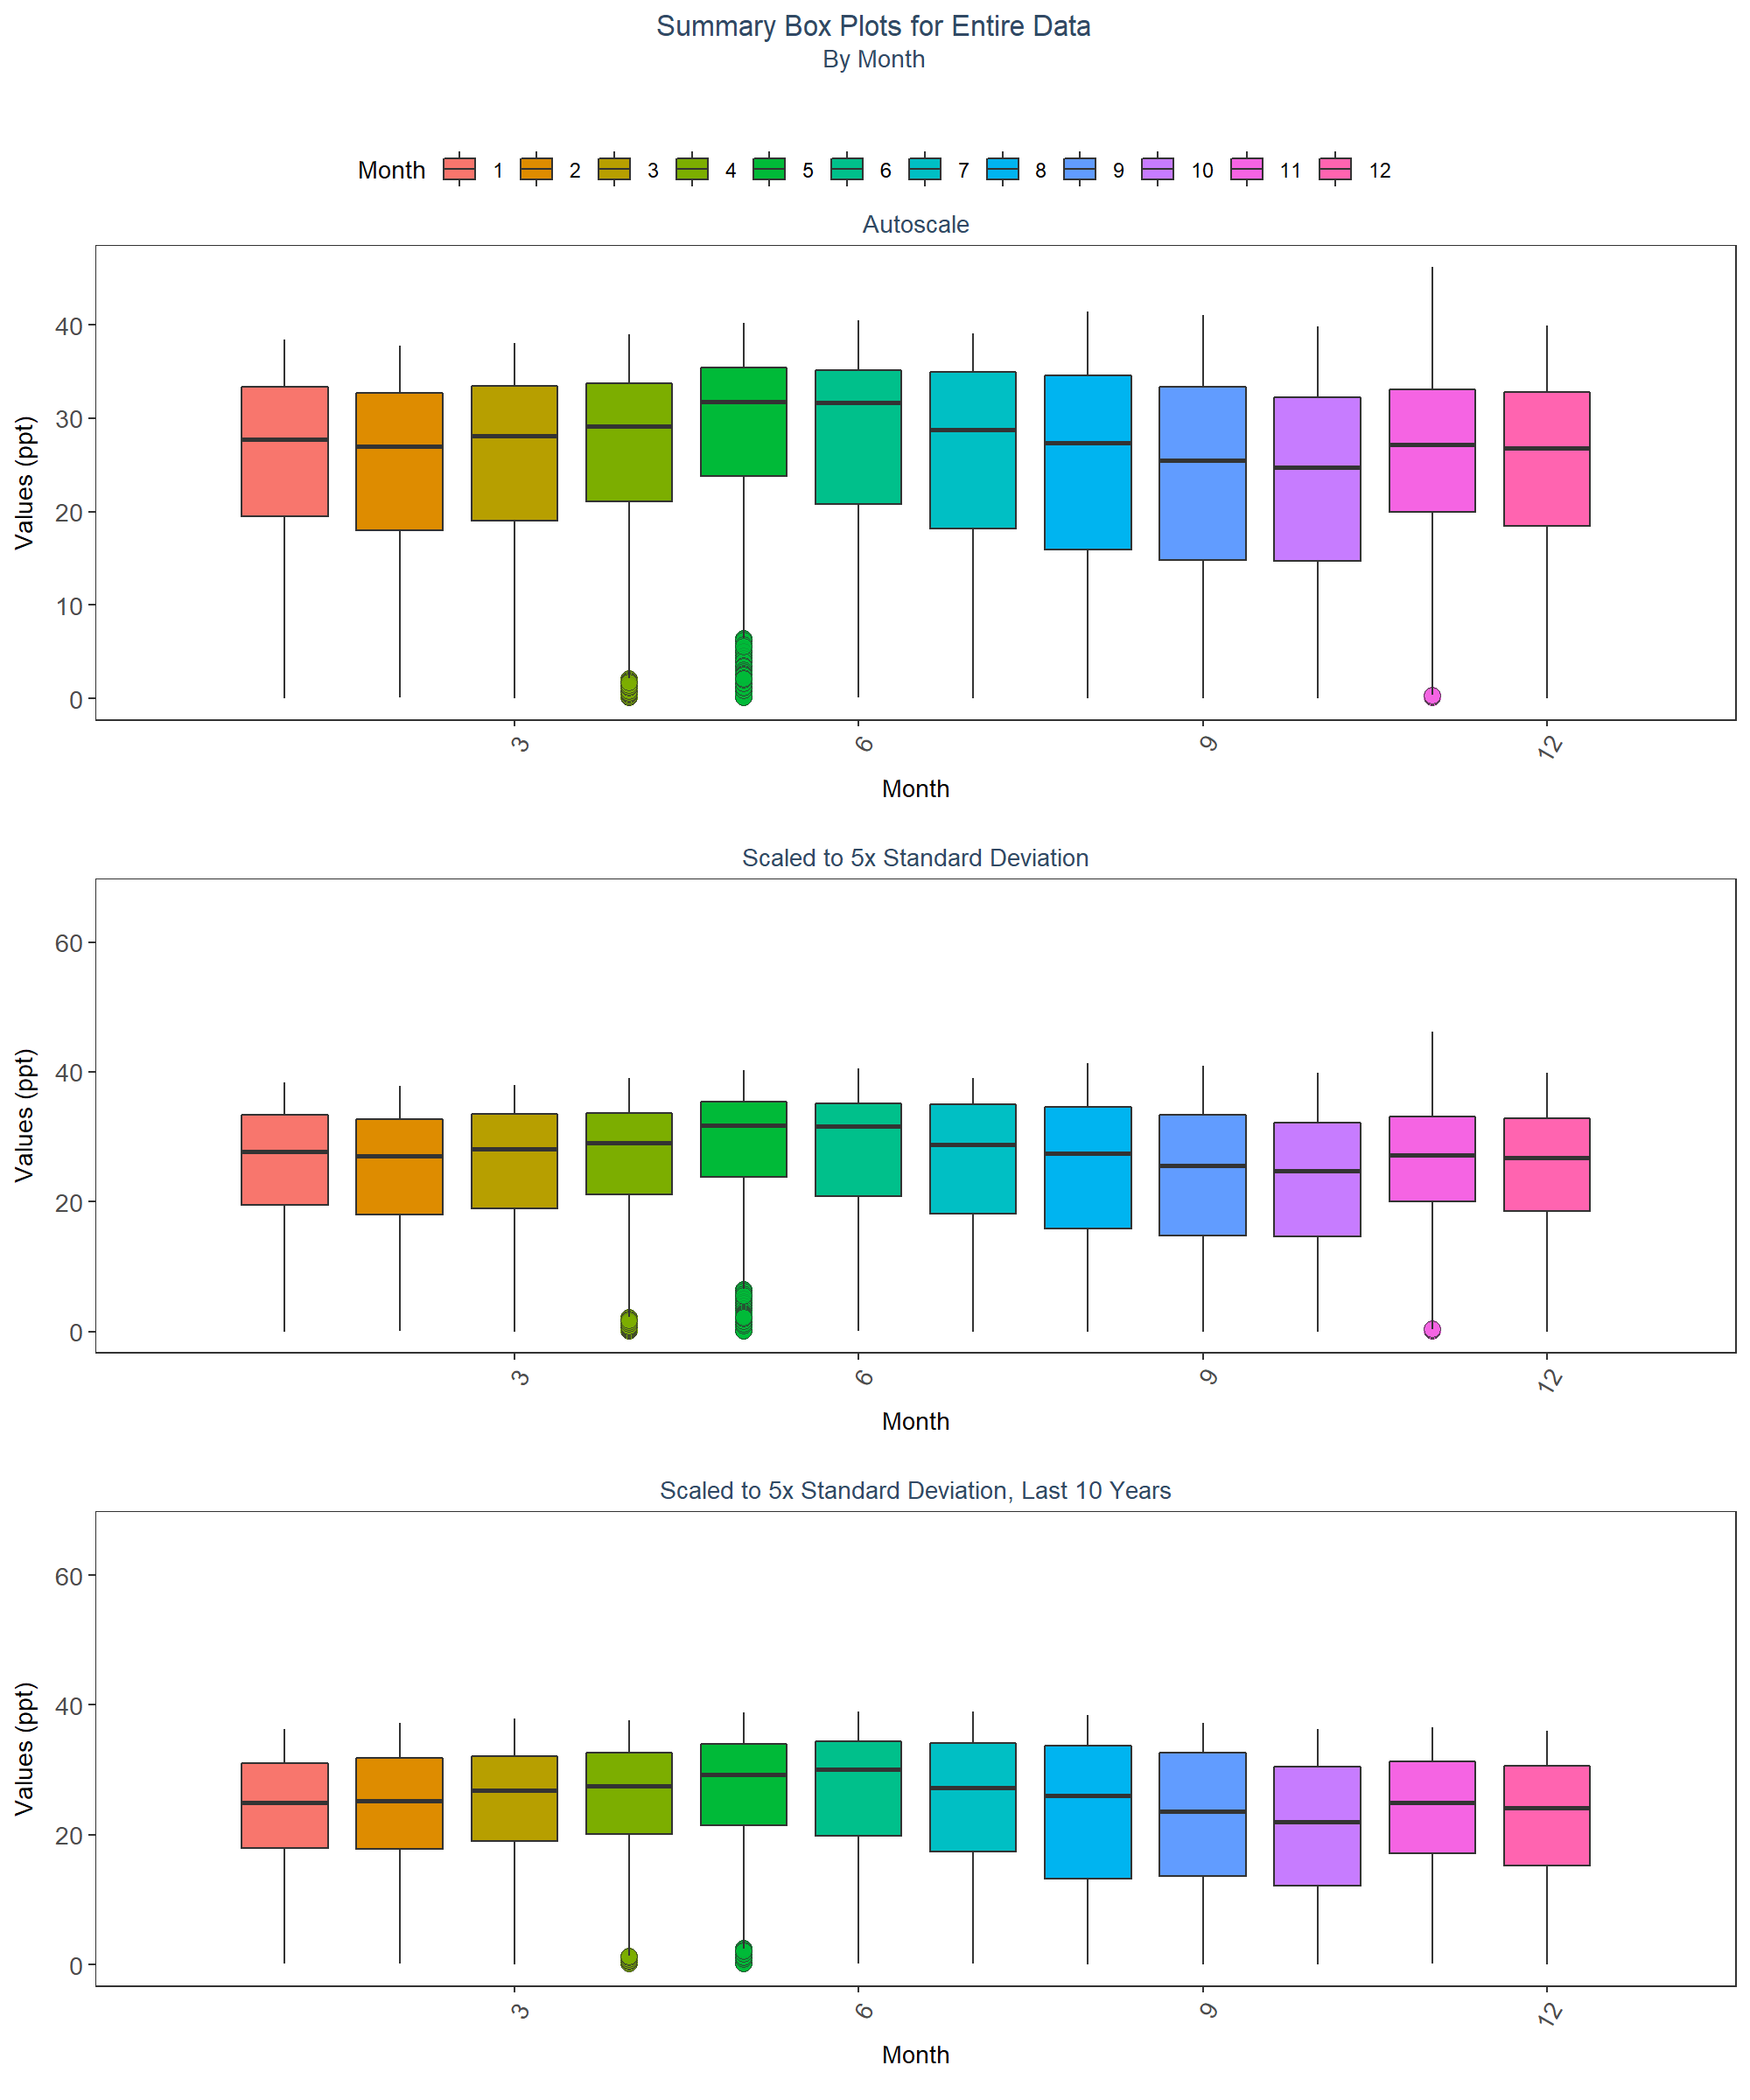 Summary Box Plots for Entire Data
By Month
Month 1 2 3 4 5 6 7 8 9 10 11 12
Autoscale
Values (ppt)
40
30
20
10
0
3 6 9 12
Month
Scaled to 5x Standard Deviation
Values (ppt)
60
40
20
0
3 6 9 12
Month
Scaled to 5x Standard Deviation, Last 10 Years
Values (ppt)
60
40
20
0
3 6 9 12
Month